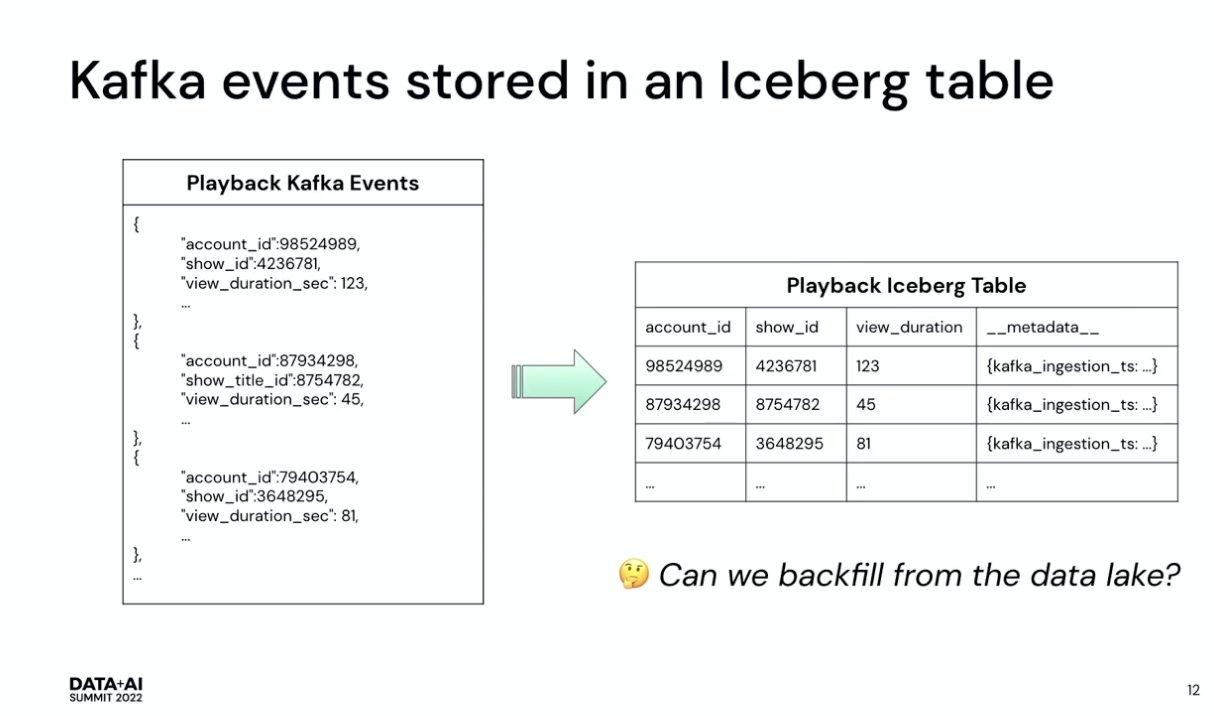 Kafka events stored in an Iceberg table
Playback Kafka Events
{
"account_id":98524989,
"show_id":4236781,
"view_duration_sec": 123,
...
},
{
"account_id":87934298,
"show_title_id":8754782,
"view_duration_sec": 45,
...
},
{
"account_id":79403754,
"show_id":3648295,
"view_duration_sec": 81,
...
},
...
Playback Iceberg Table
account_id show_id view_duration __metadata__
98524989 4236781 123 {kafka_ingestion_ts: ...}
87934298 8754782 45 {kafka_ingestion_ts: ...}
79403754 3648295 81 {kafka_ingestion_ts: ...}
... ... ... ...
🤔 Can we backfill from the data lake?
DATA+AI
SUMMIT 2022
12